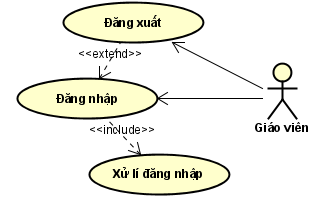 Đăng xuất
<<extend>>
Đăng nhập
Giáo viên
<<include>>
Xử lí đăng nhập